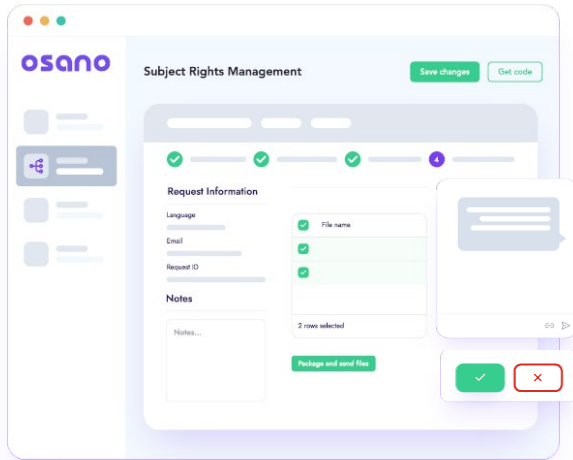 osano
Subject Rights Management
Save changes
Get code
4
Request Information
Language
Email
Request ID
Notes
Notes...
File name
2 rows selected
Package and send files